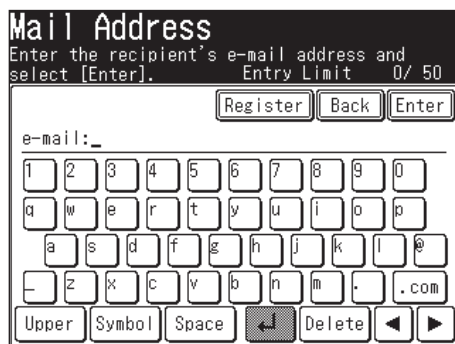 Mail Address
Enter the recipient's e-mail address and
select [Enter]. Entry Limit 0/ 50
Register Back Enter
e-mail:_
1 2 3 4 5 6 7 8 9 0
q w e r t y u i o p
a s d f g h j k l @
_ z x c v b n m . .com
Upper Symbol Space ↵ Delete ◀ ▶